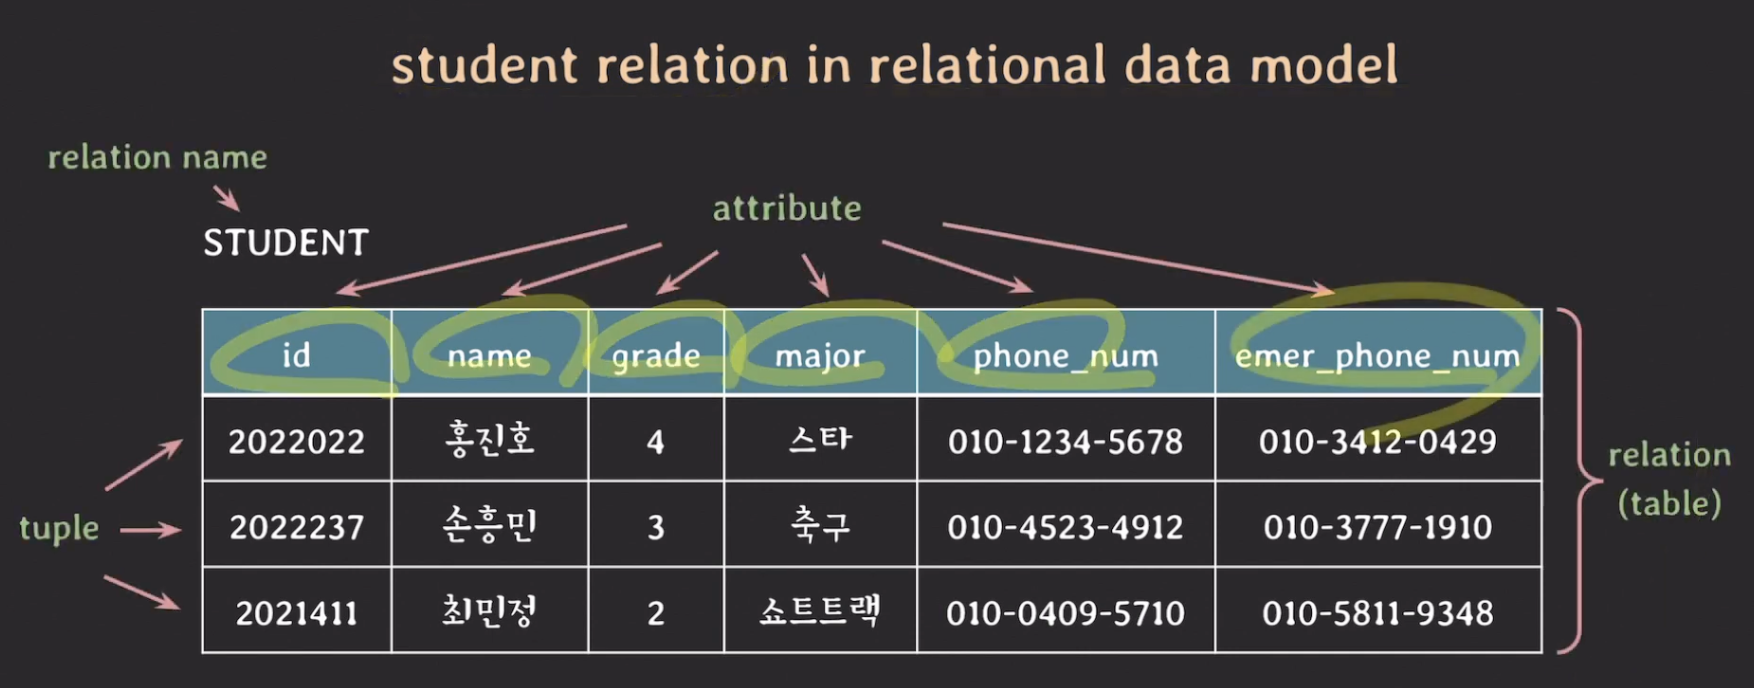 student relation in relational data model
relation name
attribute
STUDENT
id name grade major phone_num emer_phone_num
2022022 홍진호 4 스타 010-1234-5678 010-3412-0429
relation
(table)
tuple
2022237 손흥민 3 축구 010-4523-4912 010-3777-1910
2021411 최민정 2 쇼트트랙 010-0409-5710 010-5811-9348